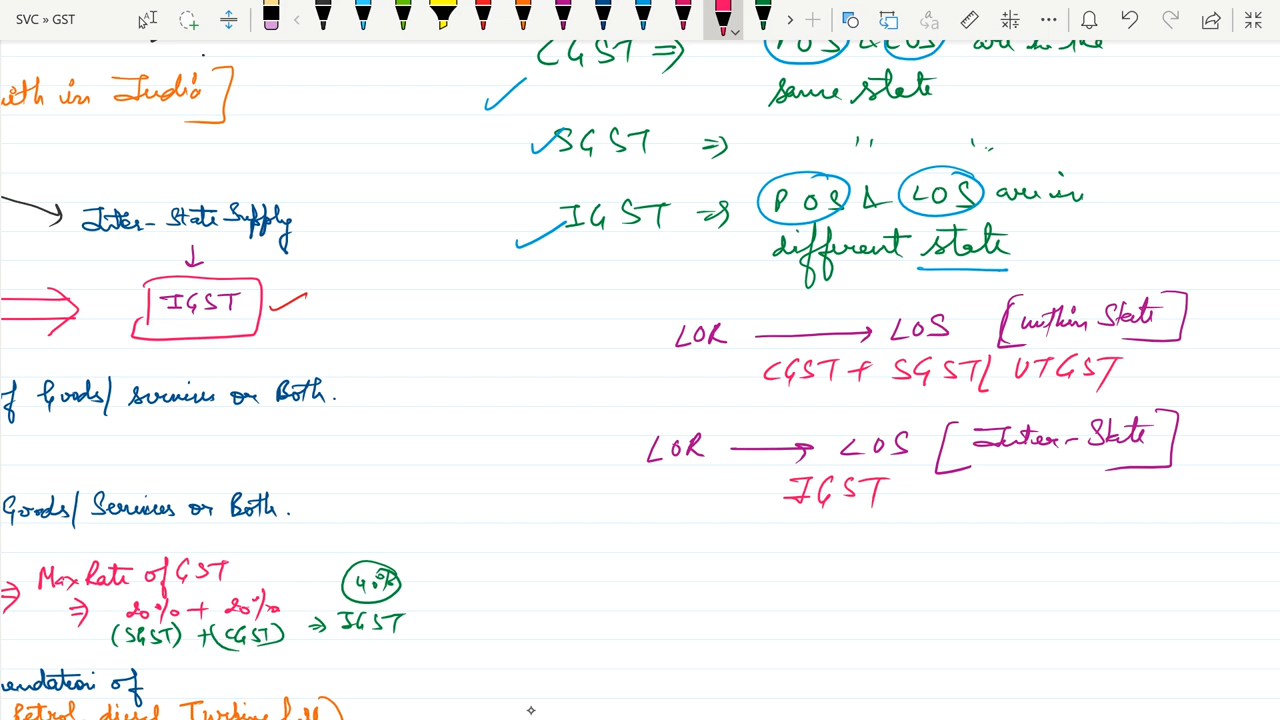 SVC » GST
CGST ⇒ POS & LOS are in the
same state
with in India]
SGST ⇒ " "
Inter-State Supply
IGST ⇒ POS & LOS are in
different state
IGST
LOR → LOS [within State]
CGST + SGST/ UTGST
of Goods/ services or Both.
LOR → LOS [Inter-State]
IGST
Goods/ Services or Both.
⇒ Max Rate of GST
⇒ 20% + 20%
40%
(SGST) + (CGST) ⇒ IGST
endation of
Petrol, diesel, Turbine fuel)